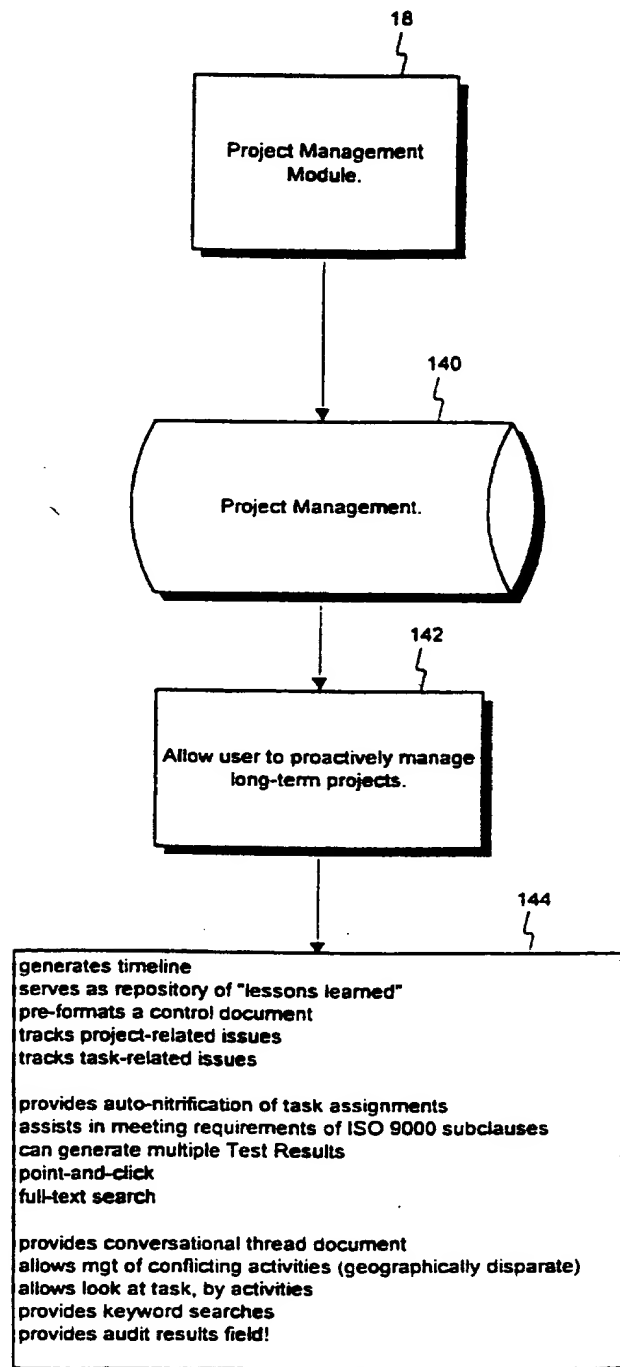 18
Project Management
Module.
140
Project Management.
142
Allow user to proactively manage
long-term projects.
144
generates timeline
serves as repository of "lessons learned"
pre-formats a control document
tracks project-related issues
tracks task-related issues
provides auto-nitrification of task assignments
assists in meeting requirements of ISO 9000 subclauses
can generate multiple Test Results
point-and-click
full-text search
provides conversational thread document
allows mgt of conflicting activities (geographically disparate)
allows look at task, by activities
provides keyword searches
provides audit results field!